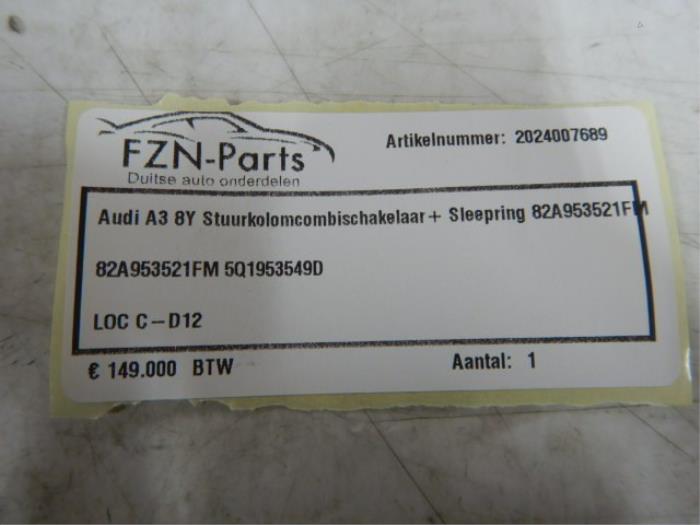 FZN-Parts
Duitse auto onderdelen
Artikelnummer: 2024007689
Audi A3 8Y Stuurkolomcombischakelaar+ Sleepring 82A953521FM
82A953521FM 5Q1953549D
LOC C-D12
€ 149.000 BTW
Aantal: 1